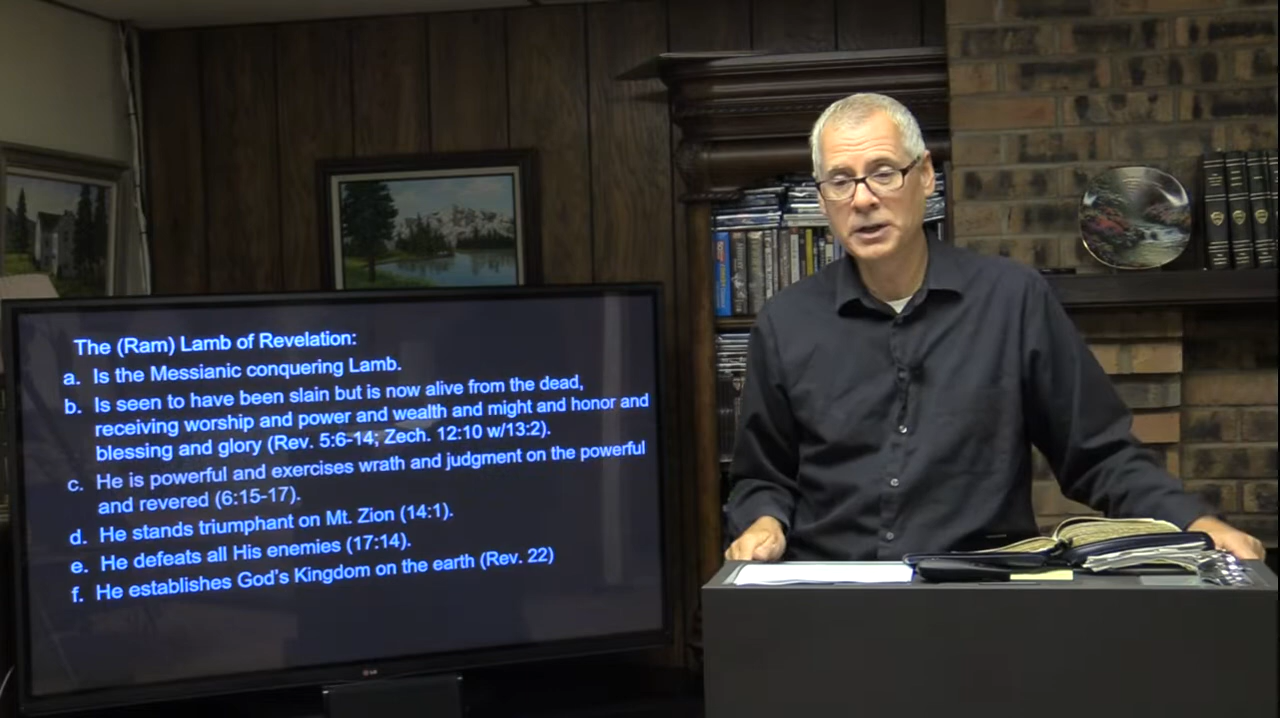 The (Ram) Lamb of Revelation:
a. Is the Messianic conquering Lamb.
b. Is seen to have been slain but is now alive from the dead,
receiving worship and power and wealth and might and honor and
blessing and glory (Rev. 5:6-14; Zech. 12:10 w/13:2).
c. He is powerful and exercises wrath and judgment on the powerful
and revered (6:15-17).
d. He stands triumphant on Mt. Zion (14:1).
e. He defeats all His enemies (17:14).
f. He establishes God's Kingdom on the earth (Rev. 22)
LG